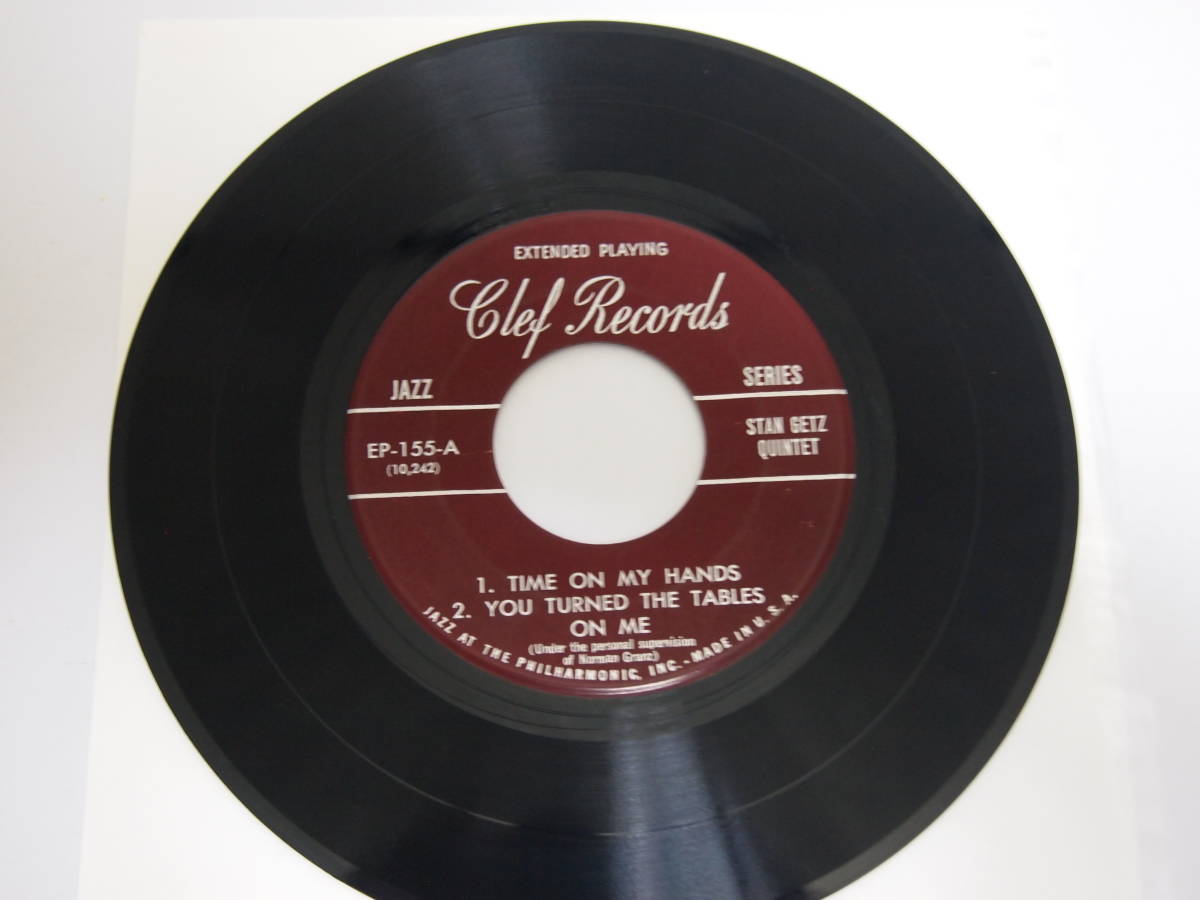 EXTENDED PLAYING
Clef Records
JAZZ SERIES
EP-155-A
(10,242)
STAN GETZ
QUINTET
1. TIME ON MY HANDS
2. YOU TURNED THE TABLES
ON ME
(Under the personal supervision
of Norman Granz)
JAZZ AT THE PHILHARMONIC, INC.-MADE IN U.S.A.